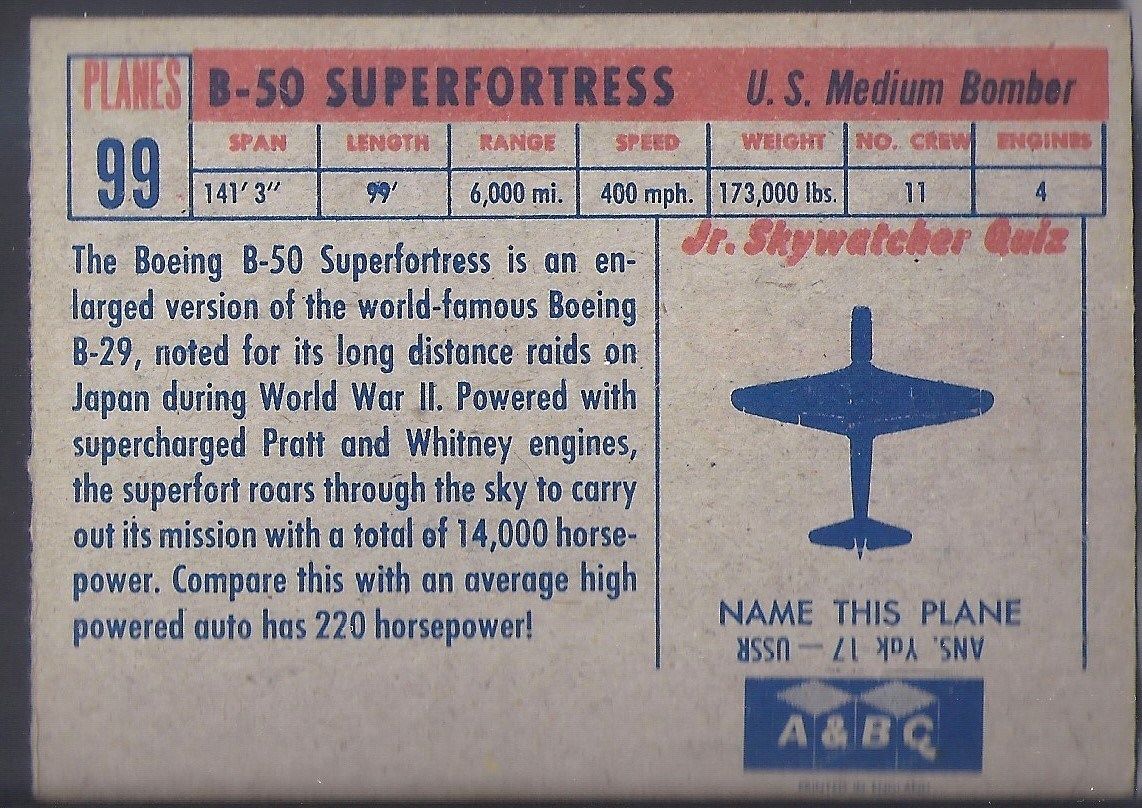 PLANES
99
B-50 SUPERFORTRESS U. S. Medium Bomber
SPAN LENGTH RANGE SPEED WEIGHT NO. CREW ENGINES
141' 3" 99' 6,000 mi. 400 mph. 173,000 lbs. 11 4
The Boeing B-50 Superfortress is an en-
larged version of the world-famous Boeing
B-29, noted for its long distance raids on
Japan during World War II. Powered with
supercharged Pratt and Whitney engines,
the superfort roars through the sky to carry
out its mission with a total of 14,000 horse-
power. Compare this with an average high
powered auto has 220 horsepower!
Jr. Skywatcher Quiz
NAME THIS PLANE
ANS. Yak 17 — USSR
A & B C
PRINTED IN ENGLAND